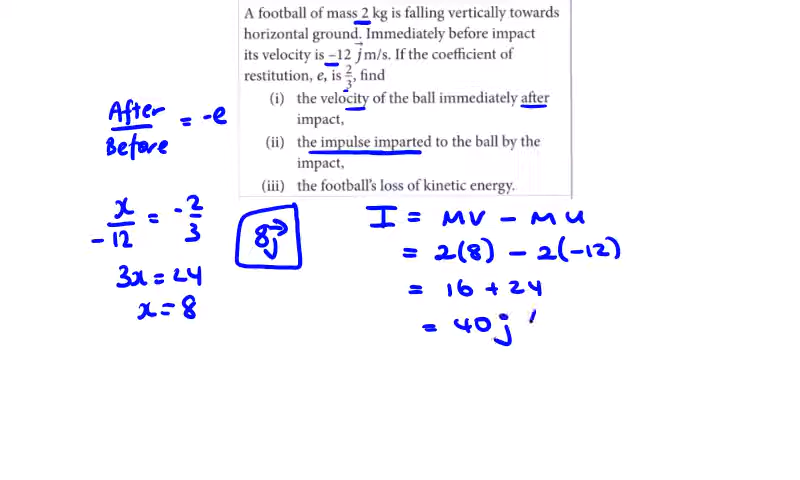 A football of mass 2 kg is falling vertically towards
horizontal ground. Immediately before impact
its velocity is −12 j⃗ m/s. If the coefficient of
restitution, e, is 2/3, find
(i) the velocity of the ball immediately after
impact,
(ii) the impulse imparted to the ball by the
impact,
(iii) the football's loss of kinetic energy.
After/Before = -e
x/-12 = -2/3
3x = 24
x = 8
8j⃗
I = MV - MU
= 2(8) - 2(-12)
= 16 + 24
= 40j